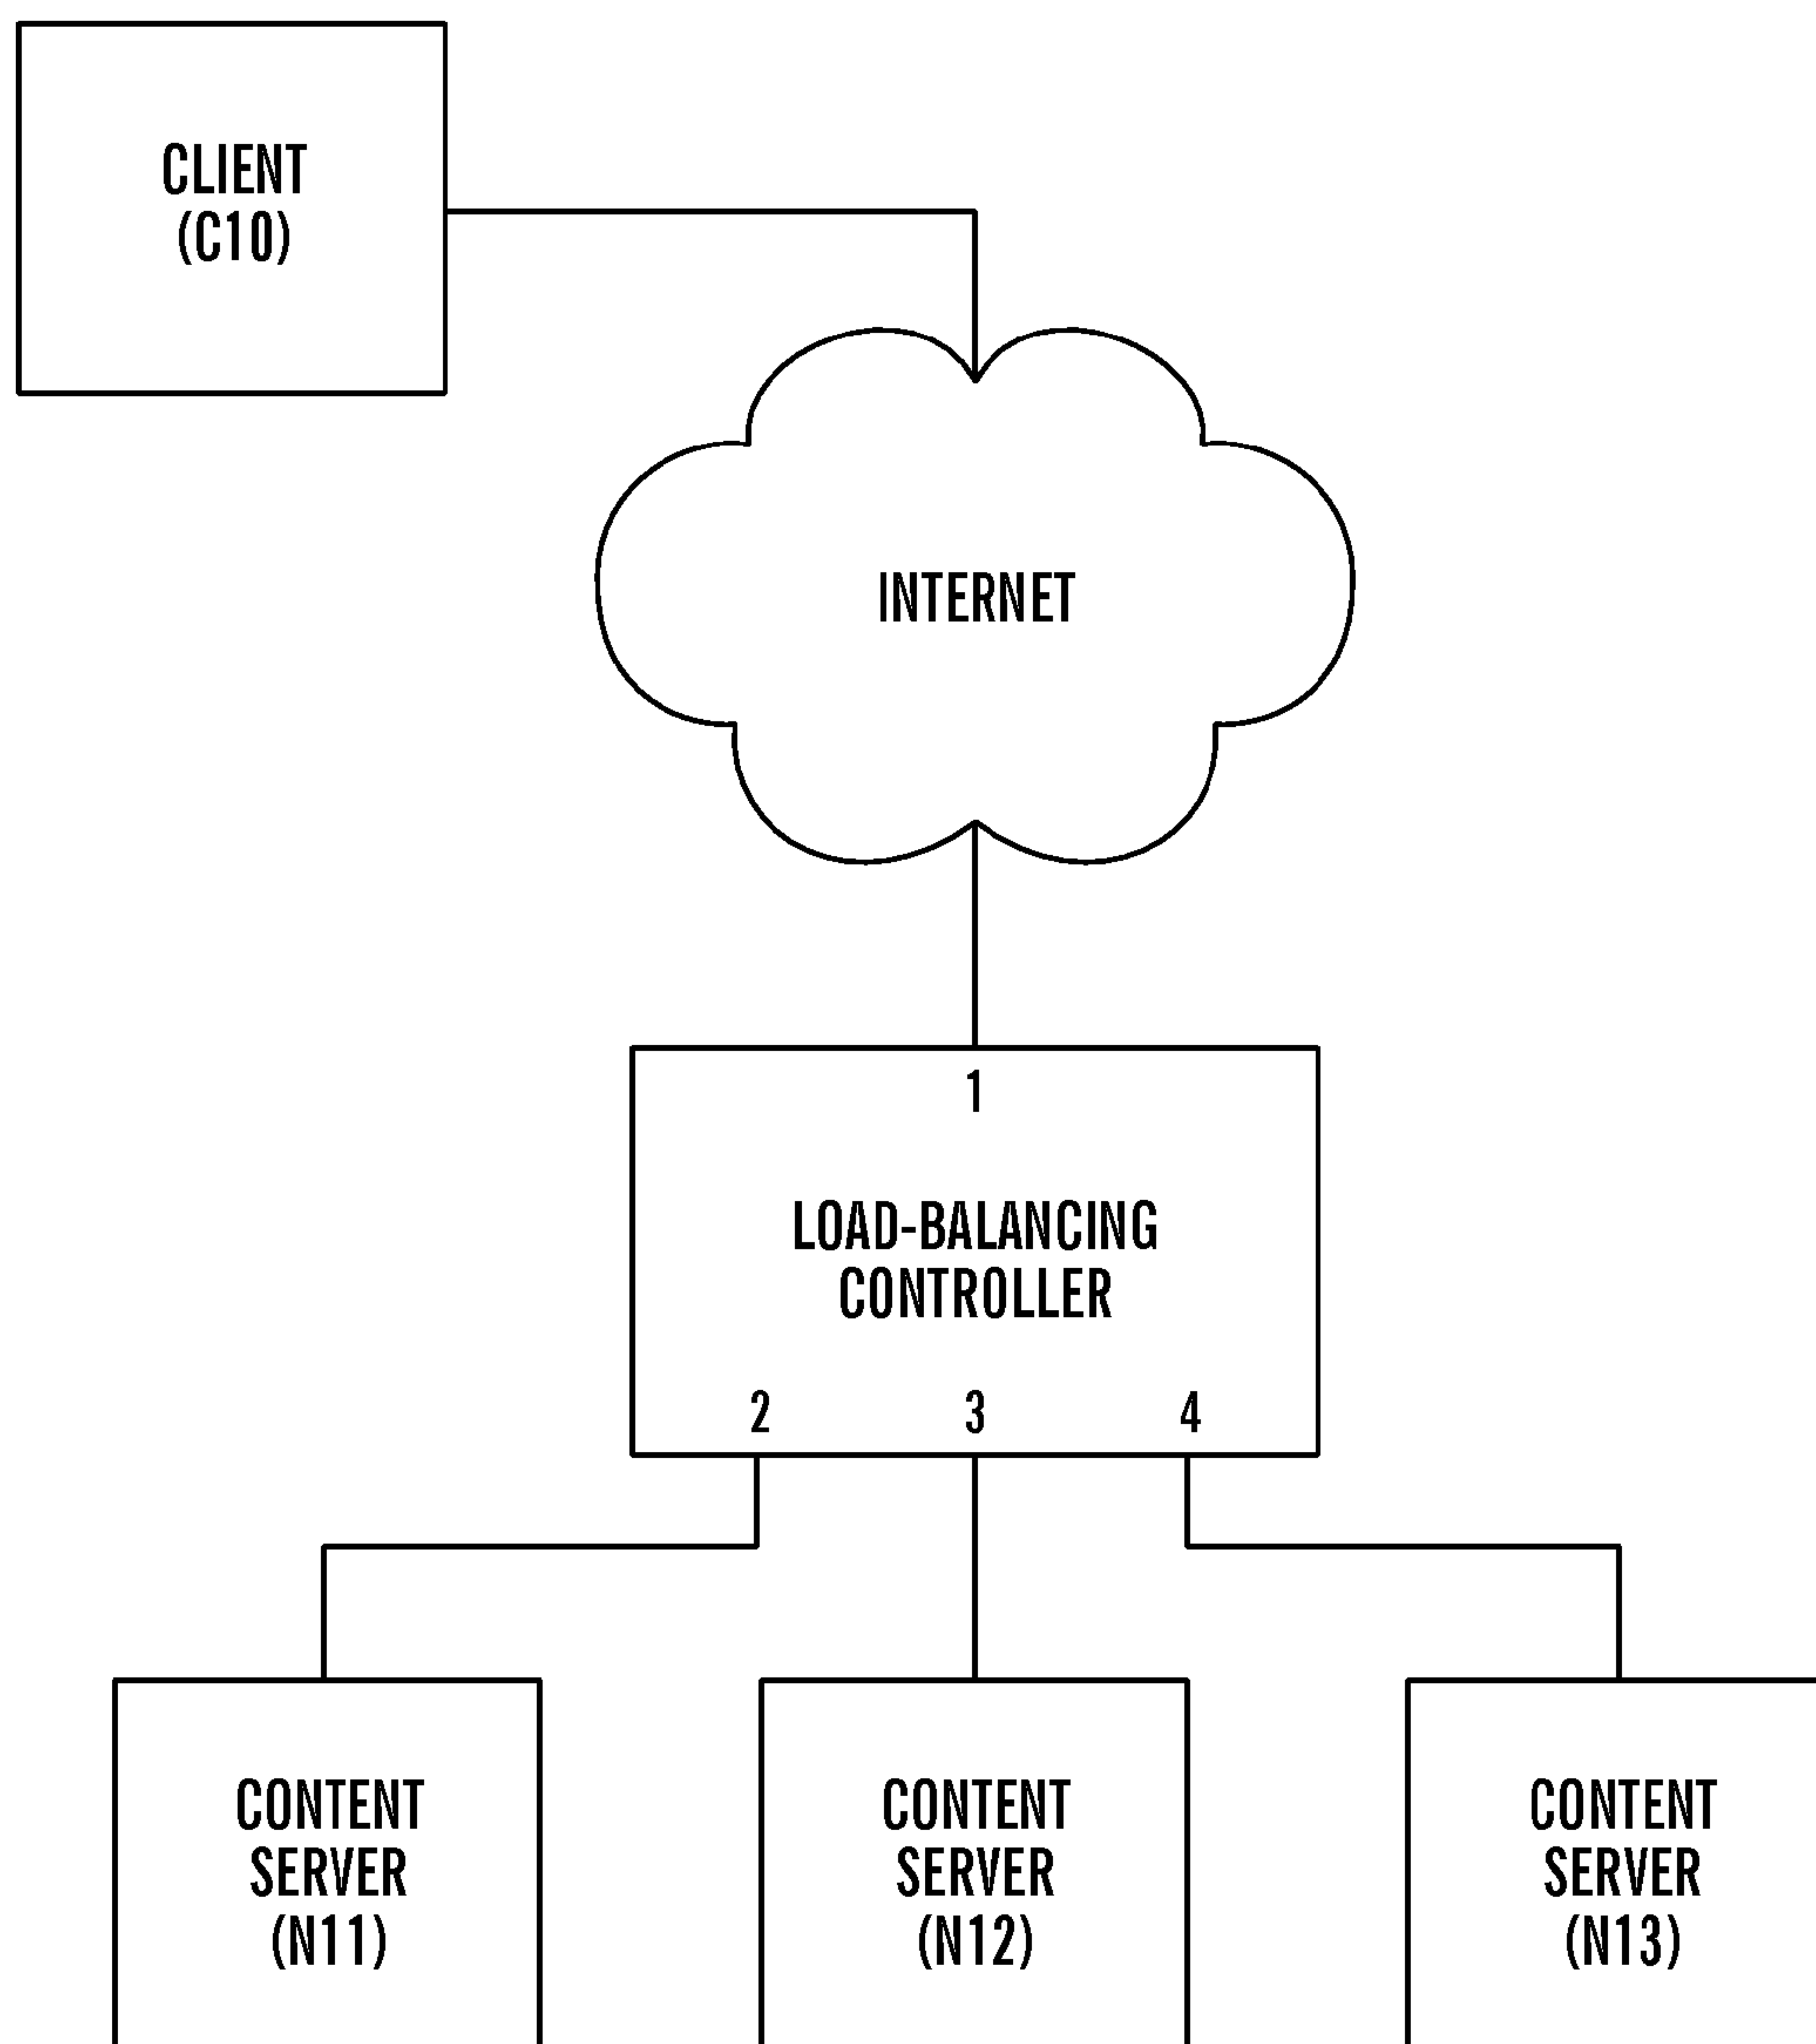 CLIENT
(C10)
INTERNET
1
LOAD-BALANCING
CONTROLLER
2 3 4
CONTENT
SERVER
(N11)
CONTENT
SERVER
(N12)
CONTENT
SERVER
(N13)